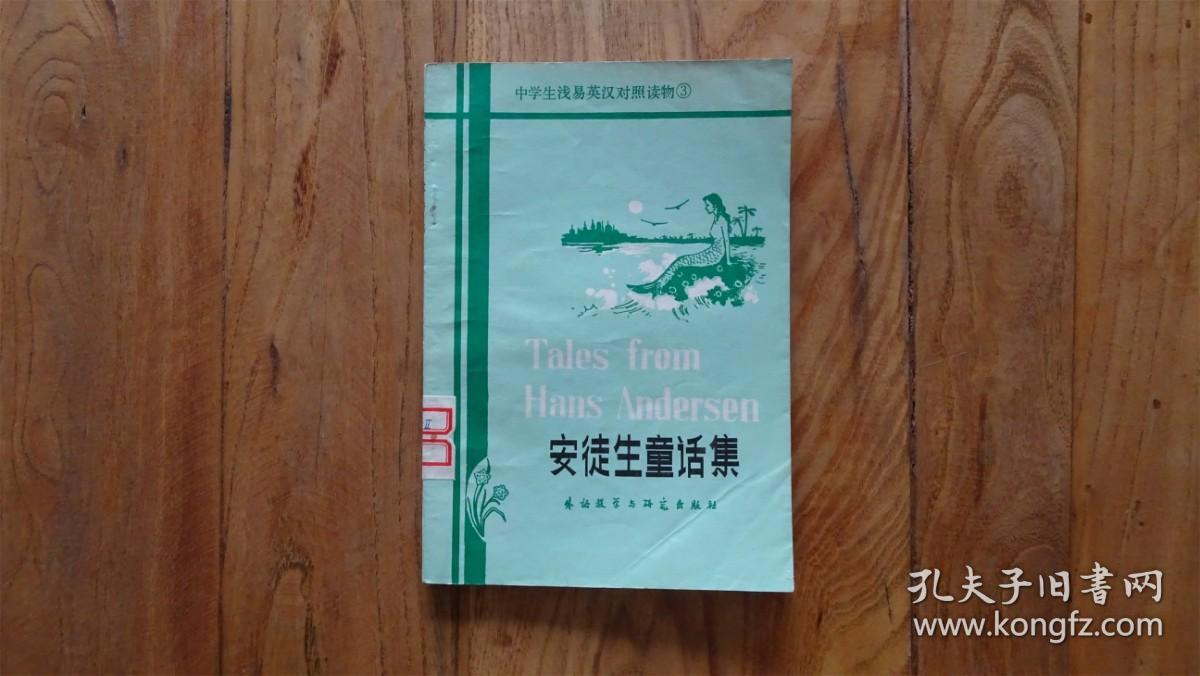 中学生浅易英汉对照读物③
Tales from
Hans Andersen
安徒生童话集
外语教学与研究出版社
II
孔夫子旧書网
www.kongfz.com